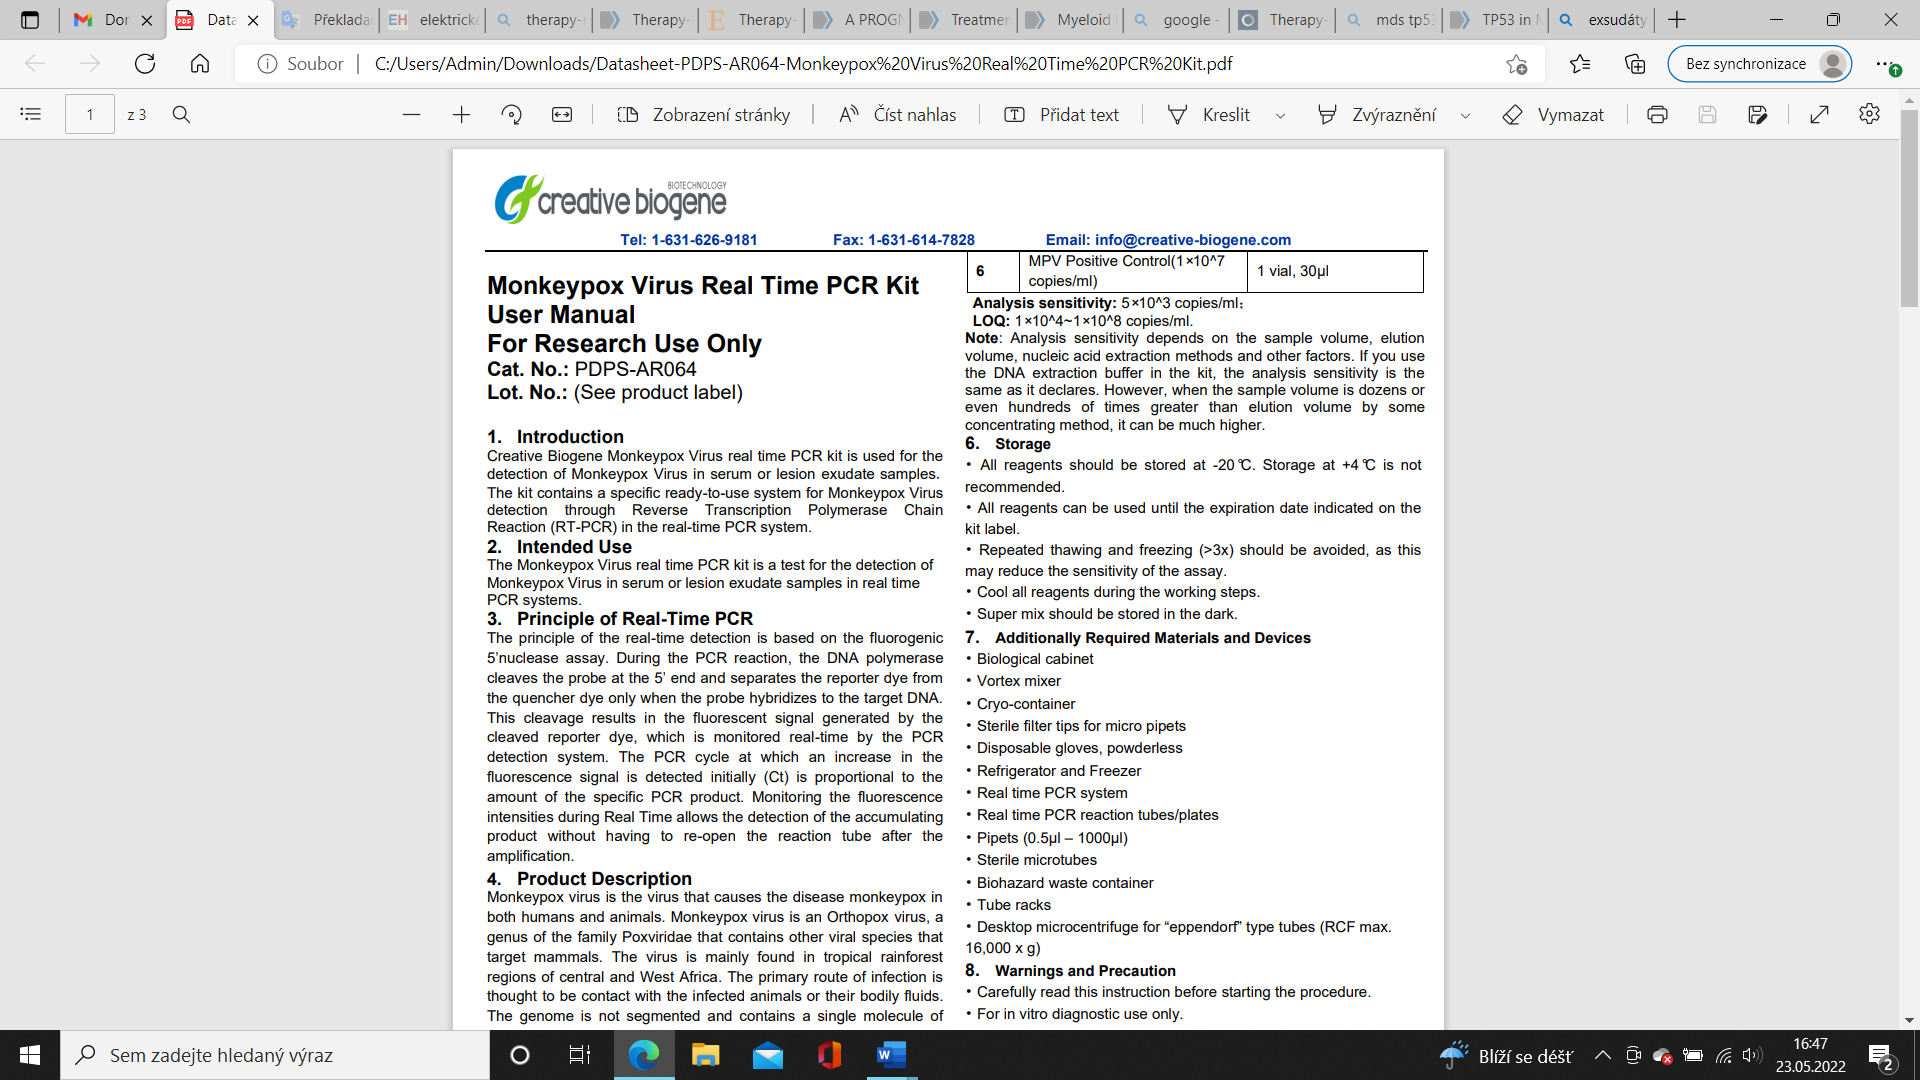 Dor
Data
Překlada
EH elektrické
therapy-r
Therapy-
Therapy-
A PROGN
Treatmen
Myeloid
google -
Therapy-
mds tp53
TP53 in M
exsudáty
Soubor | C:/Users/Admin/Downloads/Datasheet-PDPS-AR064-Monkeypox%20Virus%20Real%20Time%20PCR%20Kit.pdf
Bez synchronizace
1 z 3
Zobrazení stránky
Číst nahlas
Přidat text
Kreslit
Zvýraznění
Vymazat
BIOTECHNOLOGY
creative biogene
Tel: 1-631-626-9181 Fax: 1-631-614-7828 Email: info@creative-biogene.com
Monkeypox Virus Real Time PCR Kit
User Manual
For Research Use Only
Cat. No.: PDPS-AR064
Lot. No.: (See product label)
1. Introduction
Creative Biogene Monkeypox Virus real time PCR kit is used for the
detection of Monkeypox Virus in serum or lesion exudate samples.
The kit contains a specific ready-to-use system for Monkeypox Virus
detection through Reverse Transcription Polymerase Chain
Reaction (RT-PCR) in the real-time PCR system.
2. Intended Use
The Monkeypox Virus real time PCR kit is a test for the detection of
Monkeypox Virus in serum or lesion exudate samples in real time
PCR systems.
3. Principle of Real-Time PCR
The principle of the real-time detection is based on the fluorogenic
5'nuclease assay. During the PCR reaction, the DNA polymerase
cleaves the probe at the 5' end and separates the reporter dye from
the quencher dye only when the probe hybridizes to the target DNA.
This cleavage results in the fluorescent signal generated by the
cleaved reporter dye, which is monitored real-time by the PCR
detection system. The PCR cycle at which an increase in the
fluorescence signal is detected initially (Ct) is proportional to the
amount of the specific PCR product. Monitoring the fluorescence
intensities during Real Time allows the detection of the accumulating
product without having to re-open the reaction tube after the
amplification.
4. Product Description
Monkeypox virus is the virus that causes the disease monkeypox in
both humans and animals. Monkeypox virus is an Orthopox virus, a
genus of the family Poxviridae that contains other viral species that
target mammals. The virus is mainly found in tropical rainforest
regions of central and West Africa. The primary route of infection is
thought to be contact with the infected animals or their bodily fluids.
The genome is not segmented and contains a single molecule of
6 MPV Positive Control(1×10^7 copies/ml) 1 vial, 30μl
Analysis sensitivity: 5×10^3 copies/ml;
LOQ: 1×10^4~1×10^8 copies/ml.
Note: Analysis sensitivity depends on the sample volume, elution
volume, nucleic acid extraction methods and other factors. If you use
the DNA extraction buffer in the kit, the analysis sensitivity is the
same as it declares. However, when the sample volume is dozens or
even hundreds of times greater than elution volume by some
concentrating method, it can be much higher.
6. Storage
• All reagents should be stored at -20℃. Storage at +4℃ is not
recommended.
• All reagents can be used until the expiration date indicated on the
kit label.
• Repeated thawing and freezing (>3x) should be avoided, as this
may reduce the sensitivity of the assay.
• Cool all reagents during the working steps.
• Super mix should be stored in the dark.
7. Additionally Required Materials and Devices
• Biological cabinet
• Vortex mixer
• Cryo-container
• Sterile filter tips for micro pipets
• Disposable gloves, powderless
• Refrigerator and Freezer
• Real time PCR system
• Real time PCR reaction tubes/plates
• Pipets (0.5μl – 1000μl)
• Sterile microtubes
• Biohazard waste container
• Tube racks
• Desktop microcentrifuge for “eppendorf” type tubes (RCF max.
16,000 x g)
8. Warnings and Precaution
• Carefully read this instruction before starting the procedure.
• For in vitro diagnostic use only.
Sem zadejte hledaný výraz
Blíží se déšť
16:47
23.05.2022
2